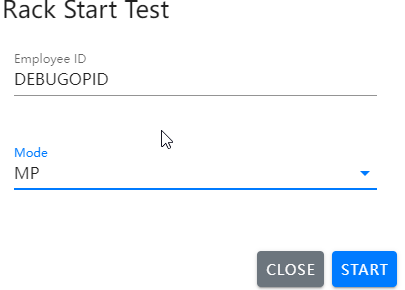 Rack Start Test
Employee ID
DEBUGOPID
Mode
MP
CLOSE START